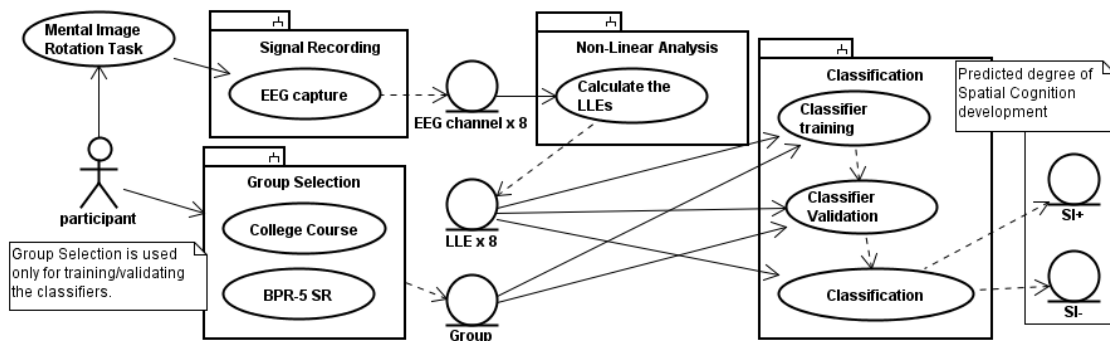 Mental Image
Rotation Task
Signal Recording
EEG capture
EEG channel x 8
Non-Linear Analysis
Calculate the
LLEs
Classification
Classifier
training
Classifier
Validation
Classification
Predicted degree of
Spatial Cognition
development
SI+
SI-
participant
Group Selection
College Course
BPR-5 SR
LLE x 8
Group
Group Selection is used
only for training/validating
the classifiers.